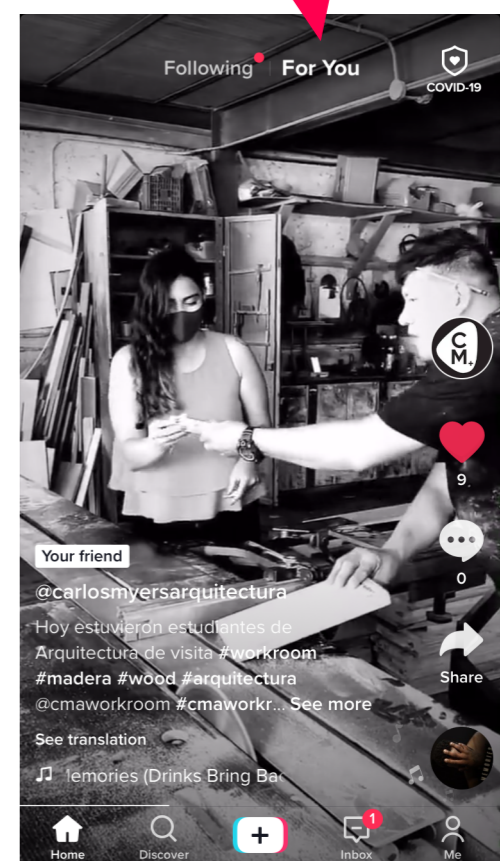 Following For You
COVID-19
C
M+
9
Your friend
0
@carlosmyersarquitectura
Hoy estuvieron estudiantes de
Arquitectura de visita #workroom
#madera #wood #arquitectura
@cmaworkroom #cmaworkr... See more
Share
See translation
lemories (Drinks Bring Bac
1
Home Discover Inbox Me